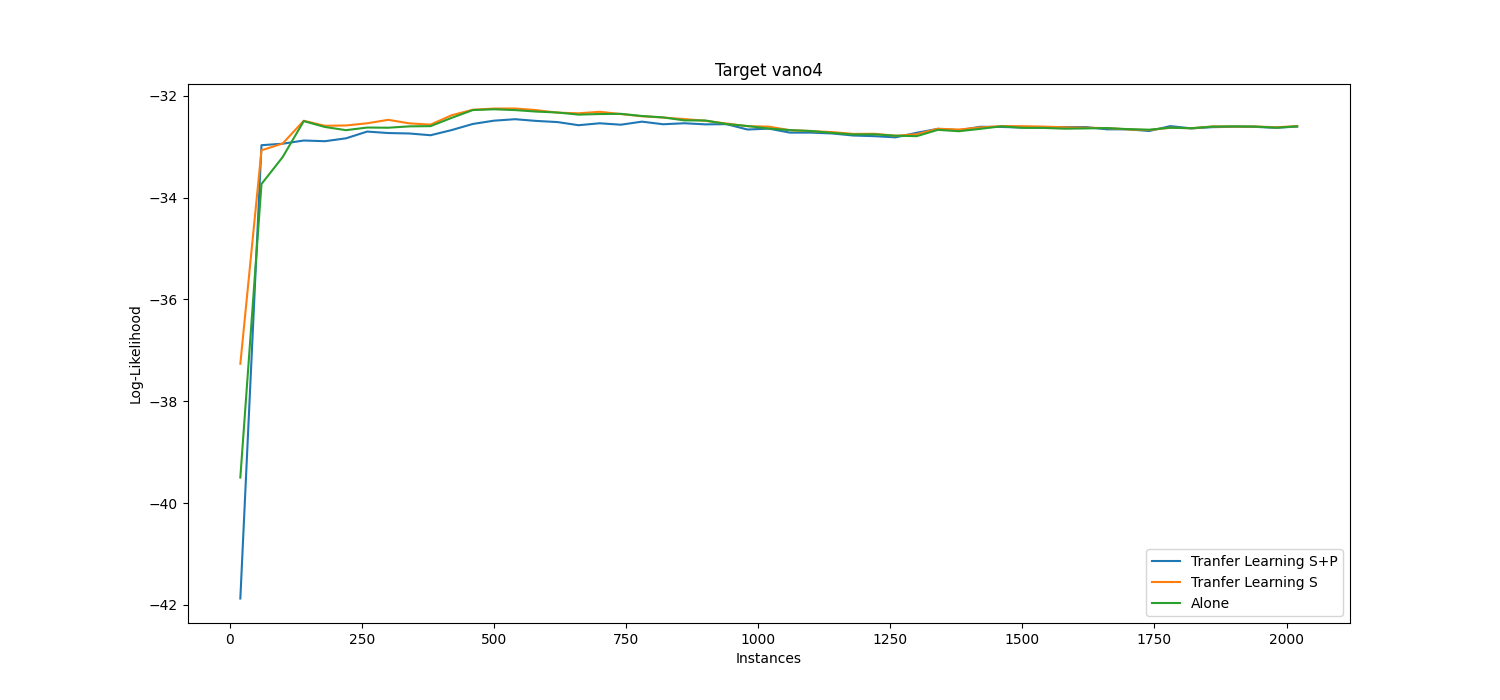 Target vano4
−32
−34
−36
−38
−40
−42
Log-Likelihood
0
250
500
750
1000
1250
1500
1750
2000
Instances
Tranfer Learning S+P
Tranfer Learning S
Alone